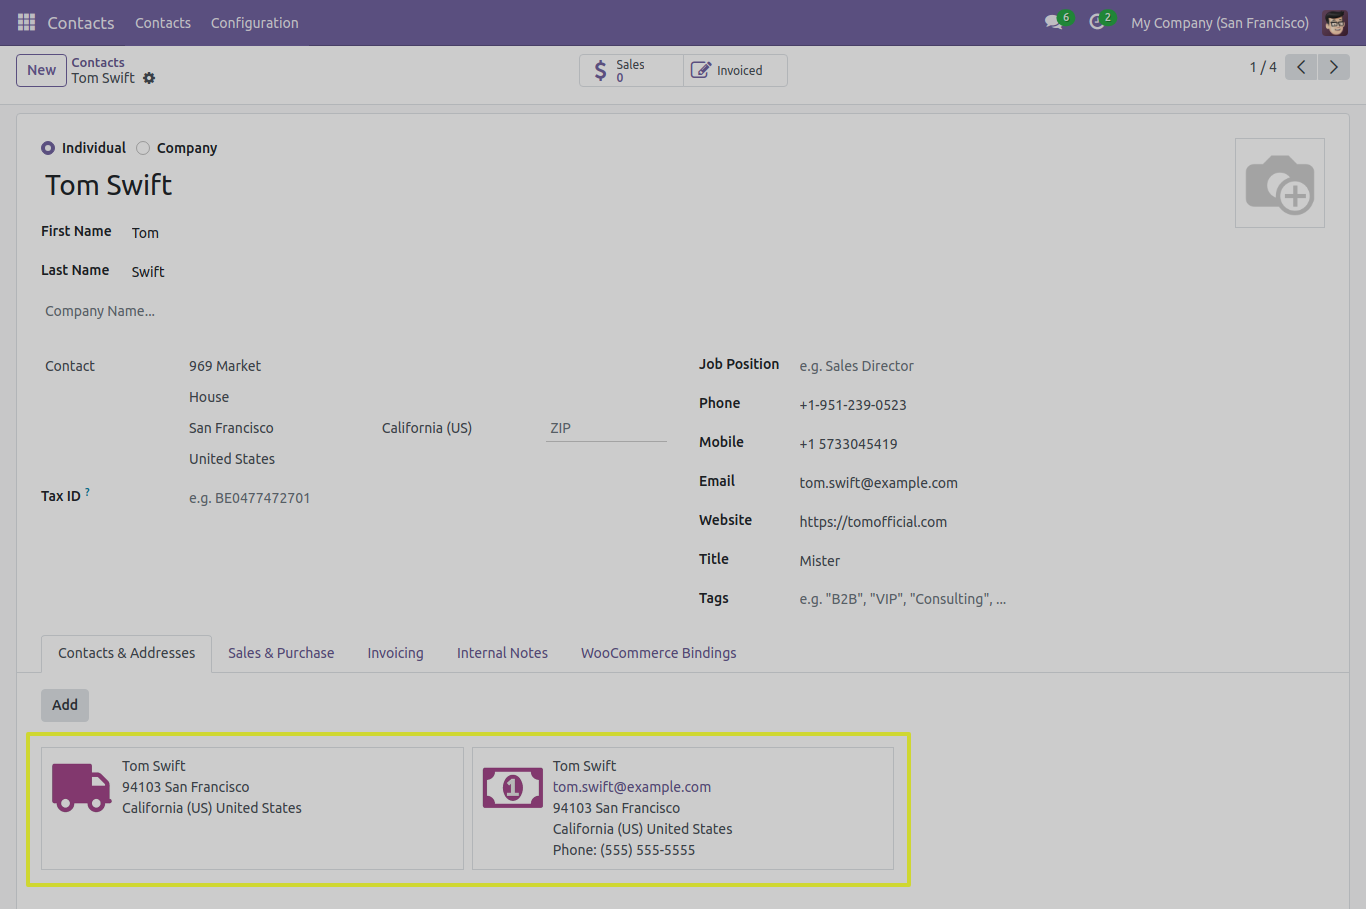 Contacts Contacts Configuration 6 2 My Company (San Francisco)
New Contacts
Tom Swift
$ Sales
0
Invoiced
1 / 4
Individual Company
Tom Swift
First Name Tom
Last Name Swift
Company Name...
Contact 969 Market
House
San Francisco California (US) ZIP
United States
Tax ID ? e.g. BE0477472701
Job Position e.g. Sales Director
Phone +1-951-239-0523
Mobile +1 5733045419
Email tom.swift@example.com
Website https://tomofficial.com
Title Mister
Tags e.g. "B2B", "VIP", "Consulting", ...
Contacts & Addresses Sales & Purchase Invoicing Internal Notes WooCommerce Bindings
Add
Tom Swift
94103 San Francisco
California (US) United States
1
Tom Swift
tom.swift@example.com
94103 San Francisco
California (US) United States
Phone: (555) 555-5555